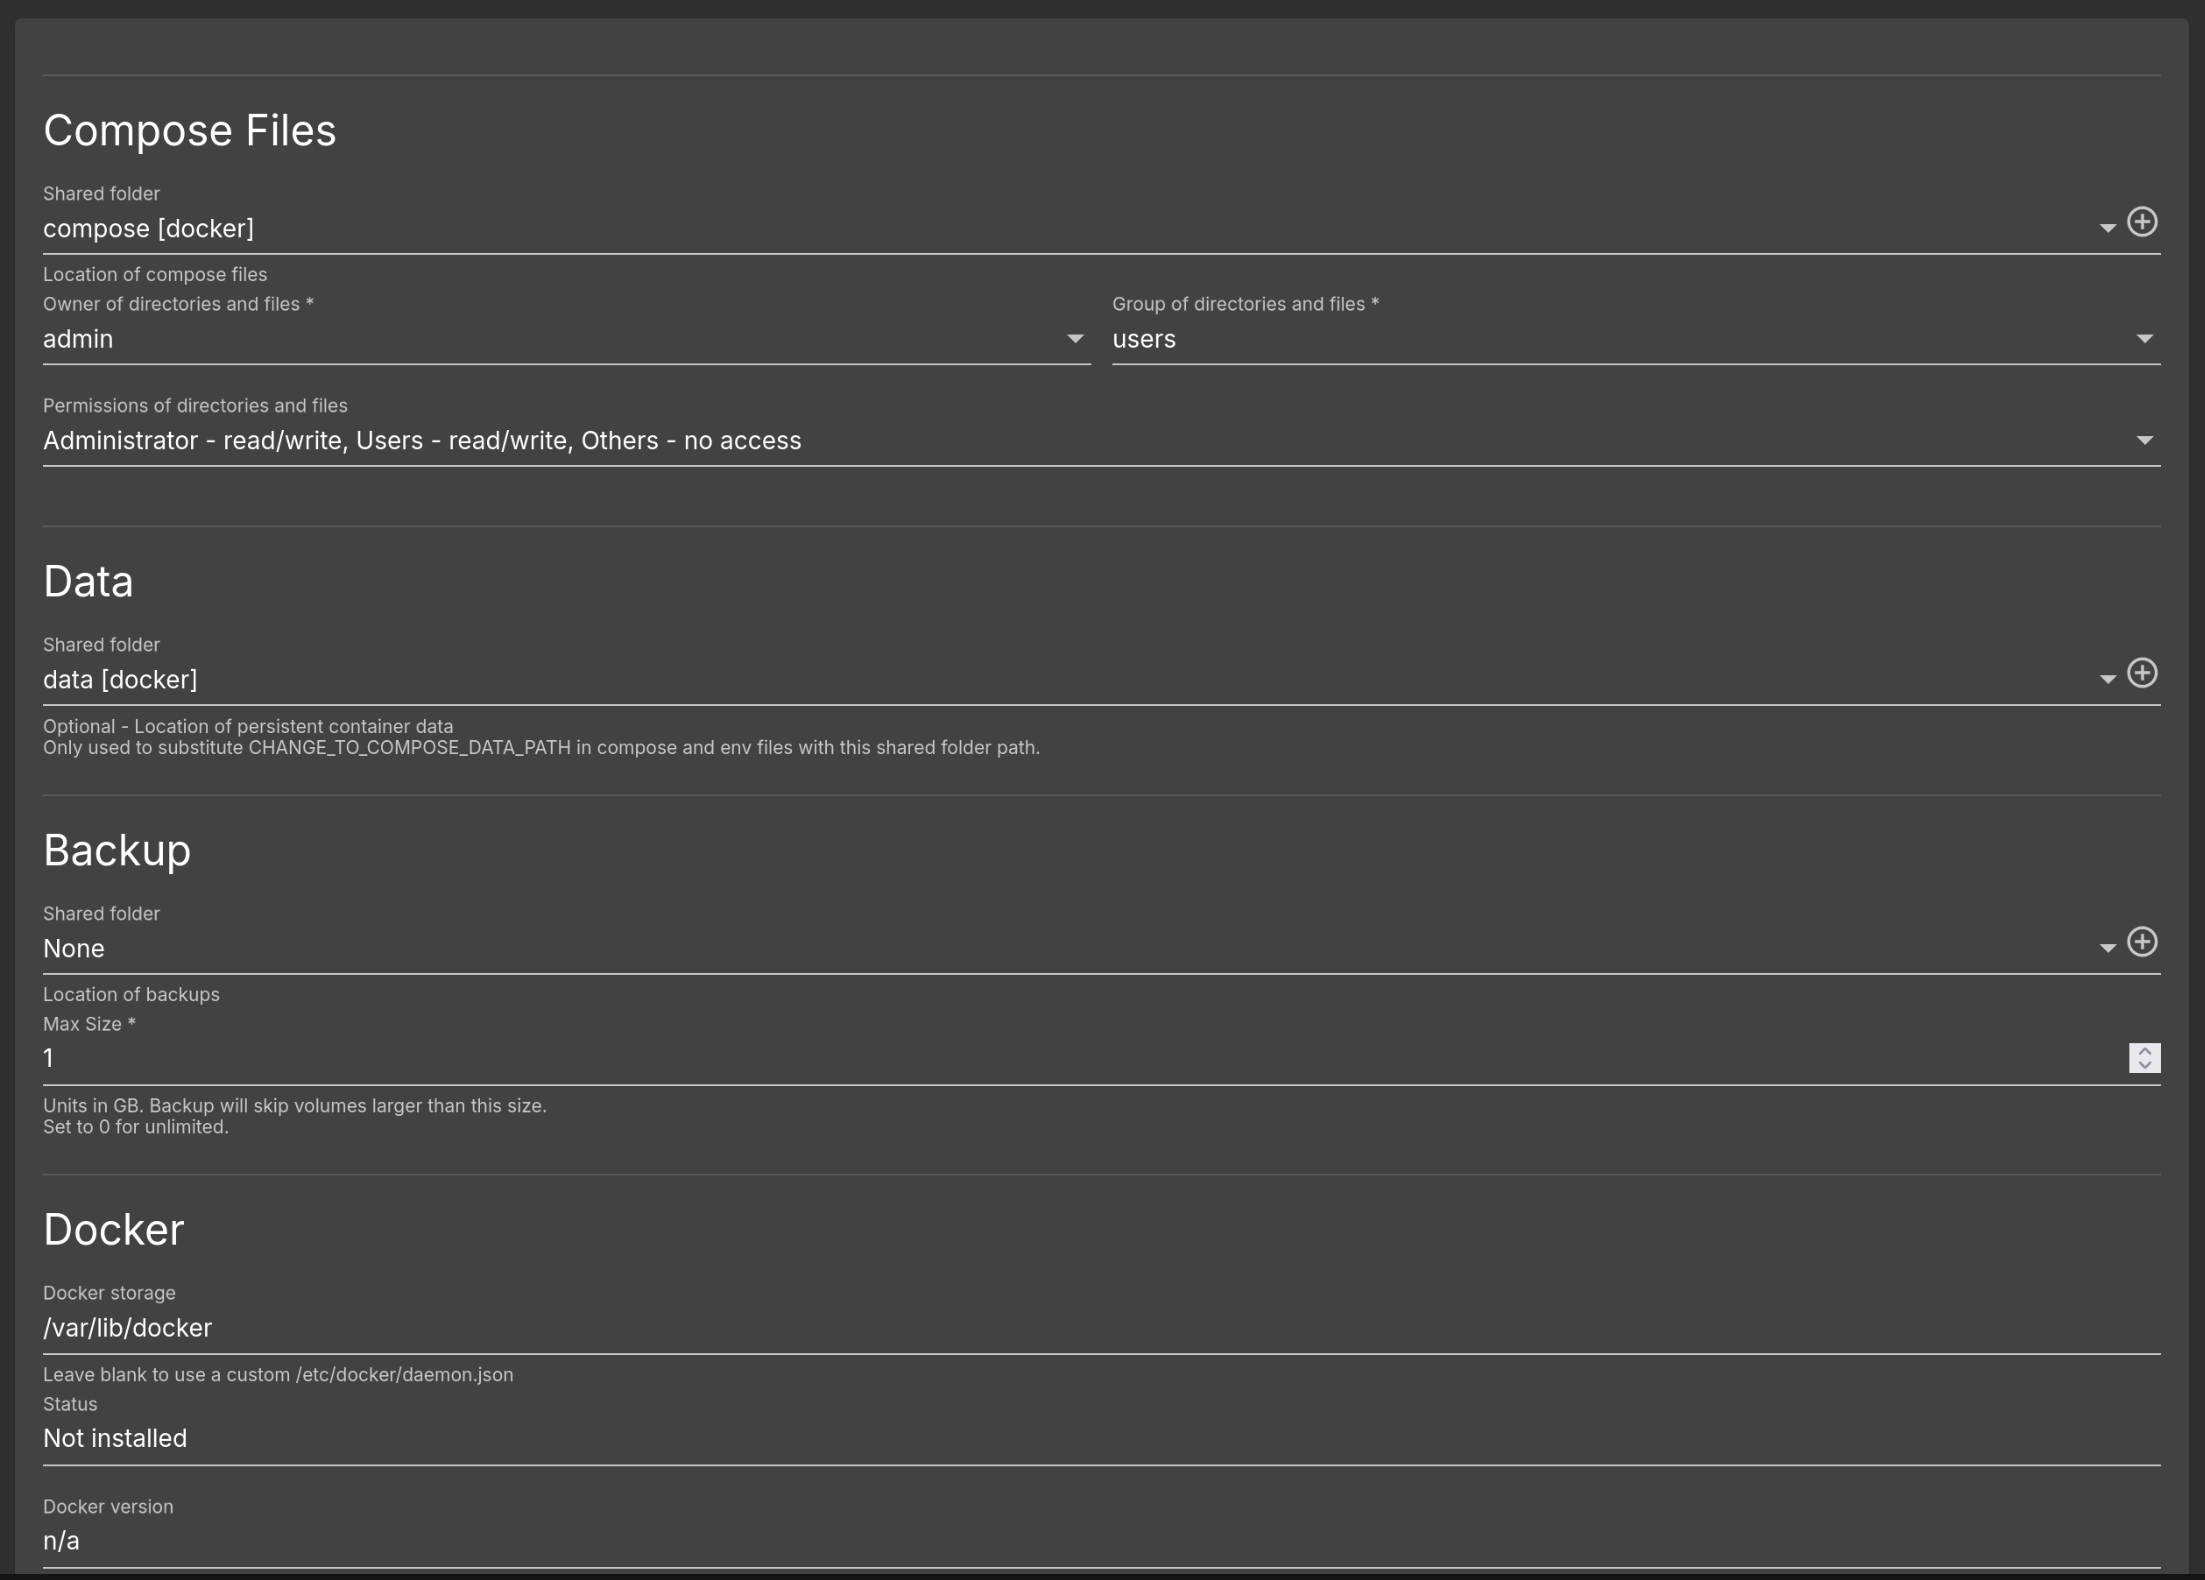 Compose Files
Shared folder
compose [docker]
Location of compose files
Owner of directories and files *
admin
Group of directories and files *
users
Permissions of directories and files
Administrator - read/write, Users - read/write, Others - no access
Data
Shared folder
data [docker]
Optional - Location of persistent container data
Only used to substitute CHANGE_TO_COMPOSE_DATA_PATH in compose and env files with this shared folder path.
Backup
Shared folder
None
Location of backups
Max Size *
1
Units in GB. Backup will skip volumes larger than this size.
Set to 0 for unlimited.
Docker
Docker storage
/var/lib/docker
Leave blank to use a custom /etc/docker/daemon.json
Status
Not installed
Docker version
n/a